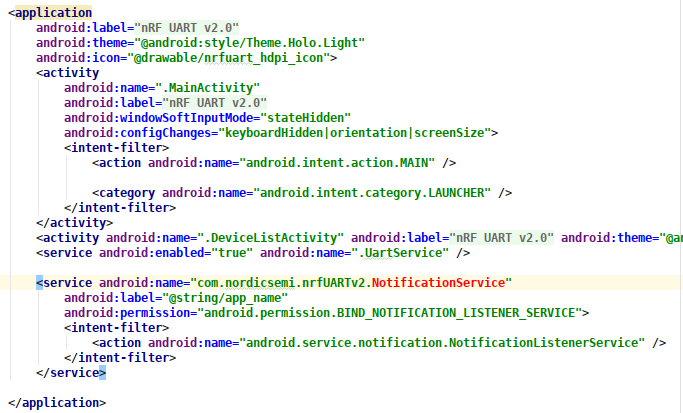 <application
android:label="nRF UART v2.0"
android:theme="@android:style/Theme.Holo.Light"
android:icon="@drawable/nrfuart_hdpi_icon">
<activity
android:name=".MainActivity"
android:label="nRF UART v2.0"
android:windowSoftInputMode="stateHidden"
android:configChanges="keyboardHidden|orientation|screenSize">
<intent-filter>
<action android:name="android.intent.action.MAIN" />
<category android:name="android.intent.category.LAUNCHER" />
</intent-filter>
</activity>
<activity android:name=".DeviceListActivity" android:label="nRF UART v2.0" android:theme="@an
<service android:enabled="true" android:name=".UartService" />
<service android:name="com.nordicsemi.nrfUARTv2.NotificationService"
android:label="@string/app_name"
android:permission="android.permission.BIND_NOTIFICATION_LISTENER_SERVICE">
<intent-filter>
<action android:name="android.service.notification.NotificationListenerService" />
</intent-filter>
</service>
</application>